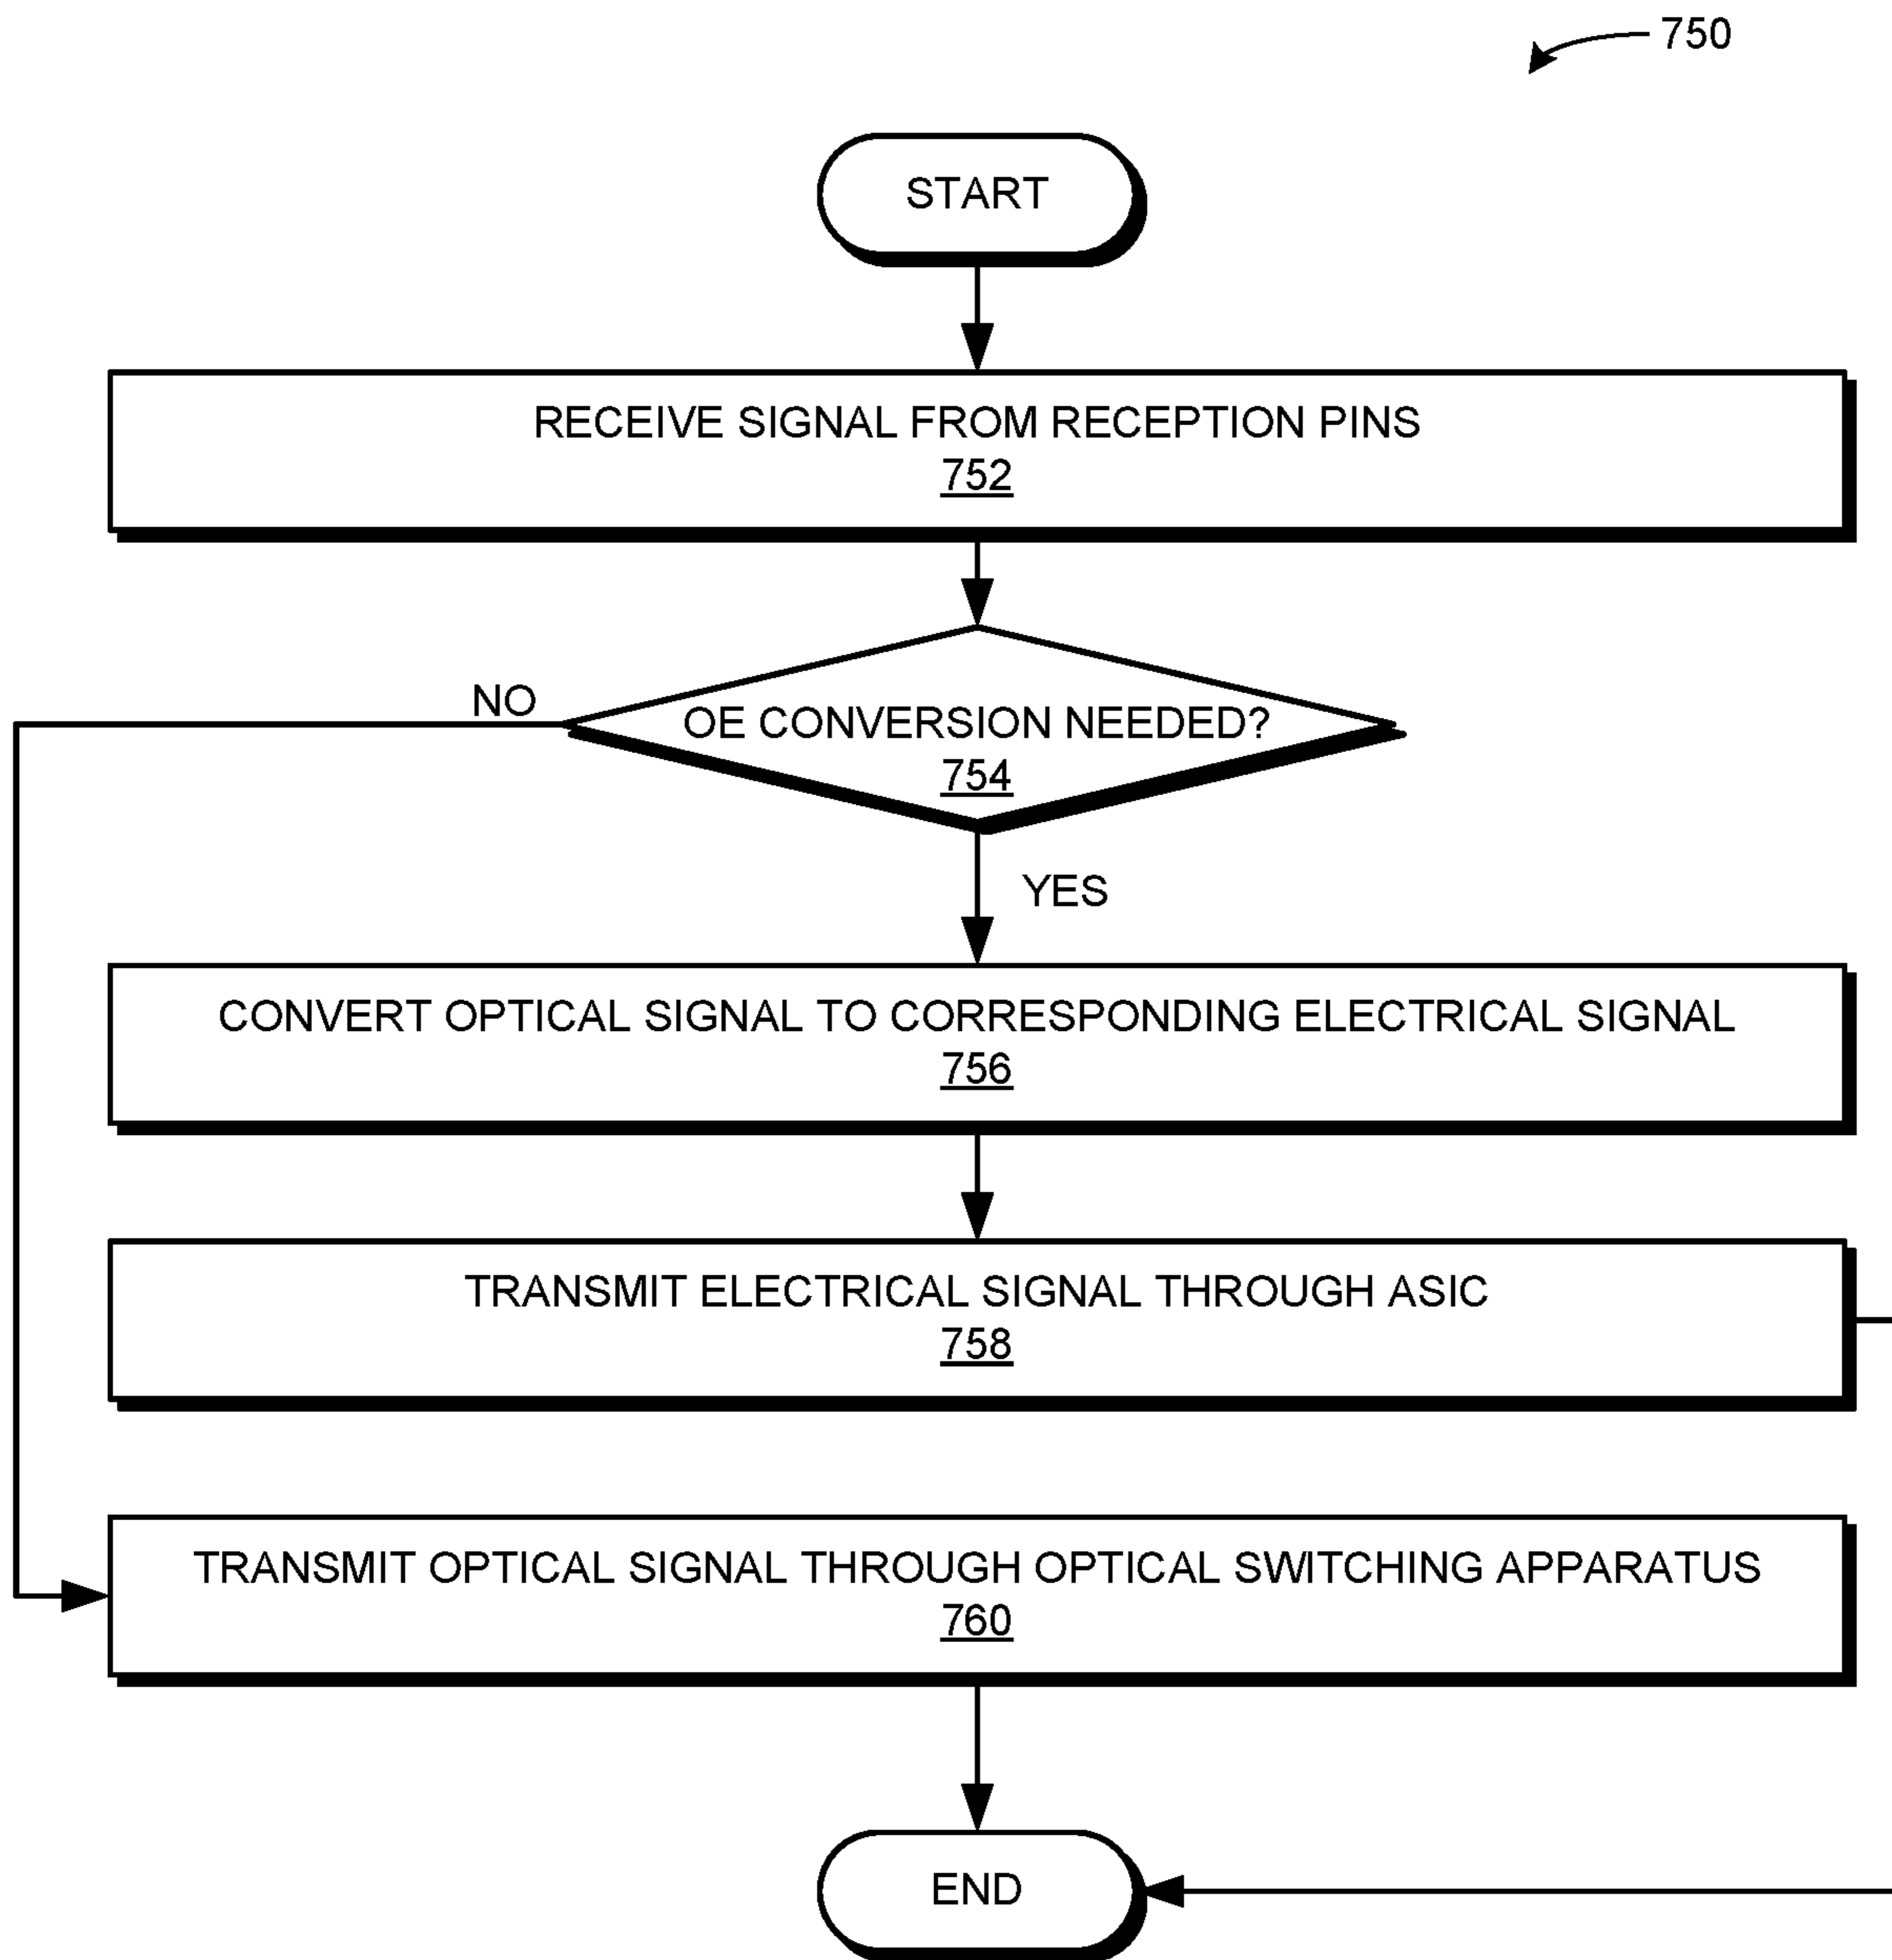 750
START
RECEIVE SIGNAL FROM RECEPTION PINS
752
NO
OE CONVERSION NEEDED?
754
YES
CONVERT OPTICAL SIGNAL TO CORRESPONDING ELECTRICAL SIGNAL
756
TRANSMIT ELECTRICAL SIGNAL THROUGH ASIC
758
TRANSMIT OPTICAL SIGNAL THROUGH OPTICAL SWITCHING APPARATUS
760
END